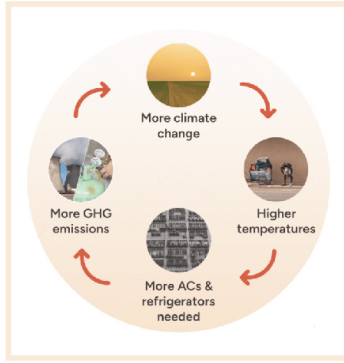 More climate
change
Higher
temperatures
More ACs &
refrigerators
needed
More GHG
emissions